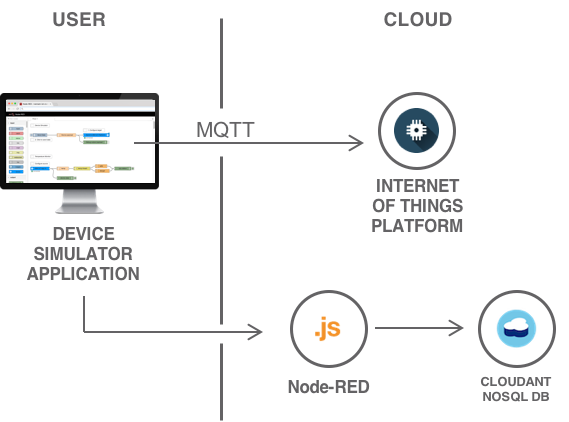 USER
CLOUD
MQTT
INTERNET
OF THINGS
PLATFORM
DEVICE
SIMULATOR
APPLICATION
.js
Node-RED
CLOUDANT
NOSQL DB